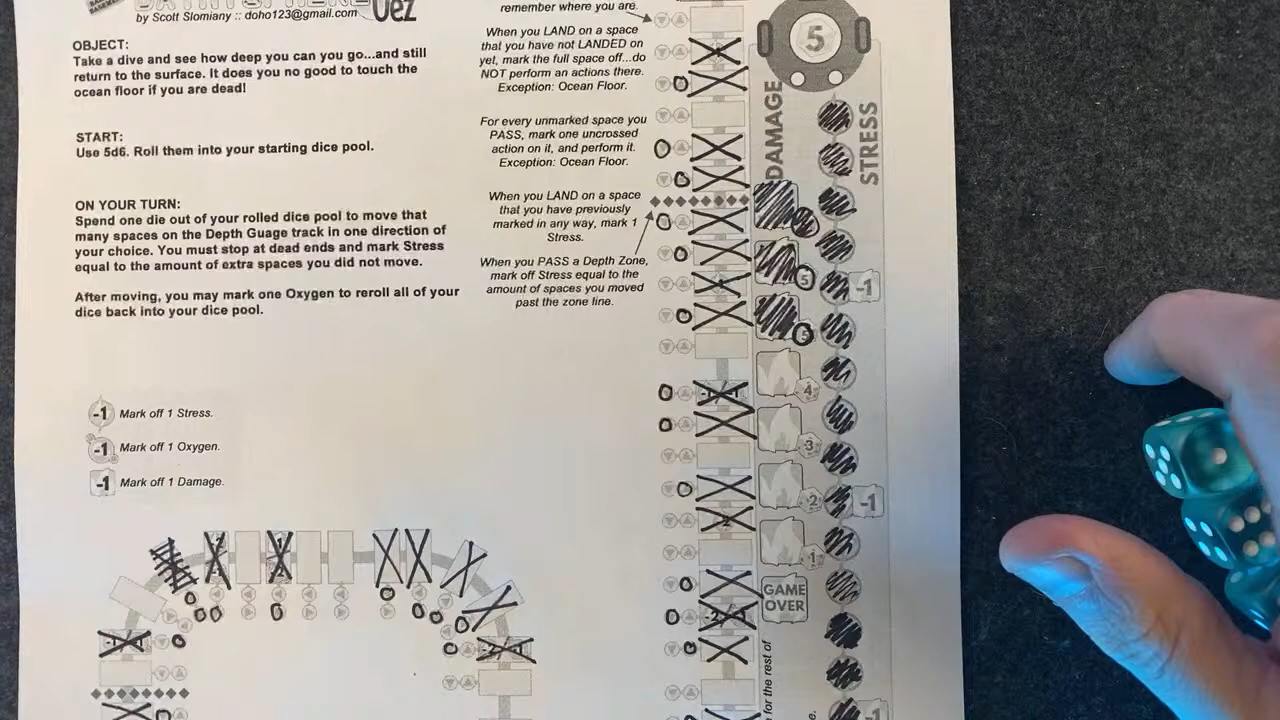 by Scott Slomiany :: doho123@gmail.com
OBJECT:
Take a dive and see how deep you can you go...and still
return to the surface. It does you no good to touch the
ocean floor if you are dead!
START:
Use 5d6. Roll them into your starting dice pool.
ON YOUR TURN:
Spend one die out of your rolled dice pool to move that
many spaces on the Depth Guage track in one direction of
your choice. You must stop at dead ends and mark Stress
equal to the amount of extra spaces you did not move.
After moving, you may mark one Oxygen to reroll all of your
dice back into your dice pool.
-1 Mark off 1 Stress.
-1 Mark off 1 Oxygen.
-1 Mark off 1 Damage.
remember where you are.
When you LAND on a space
that you have not LANDED on
yet, mark the full space off...do
NOT perform an actions there.
Exception: Ocean Floor.
For every unmarked space you
PASS, mark one uncrossed
action on it, and perform it.
Exception: Ocean Floor.
When you LAND on a space
that you have previously
marked in any way, mark 1
Stress.
When you PASS a Depth Zone,
mark off Stress equal to the
amount of spaces you moved
past the zone line.
5
DAMAGE
STRESS
5
5
4
3
2
1
GAME
OVER
-1
-1
-1
for the rest of